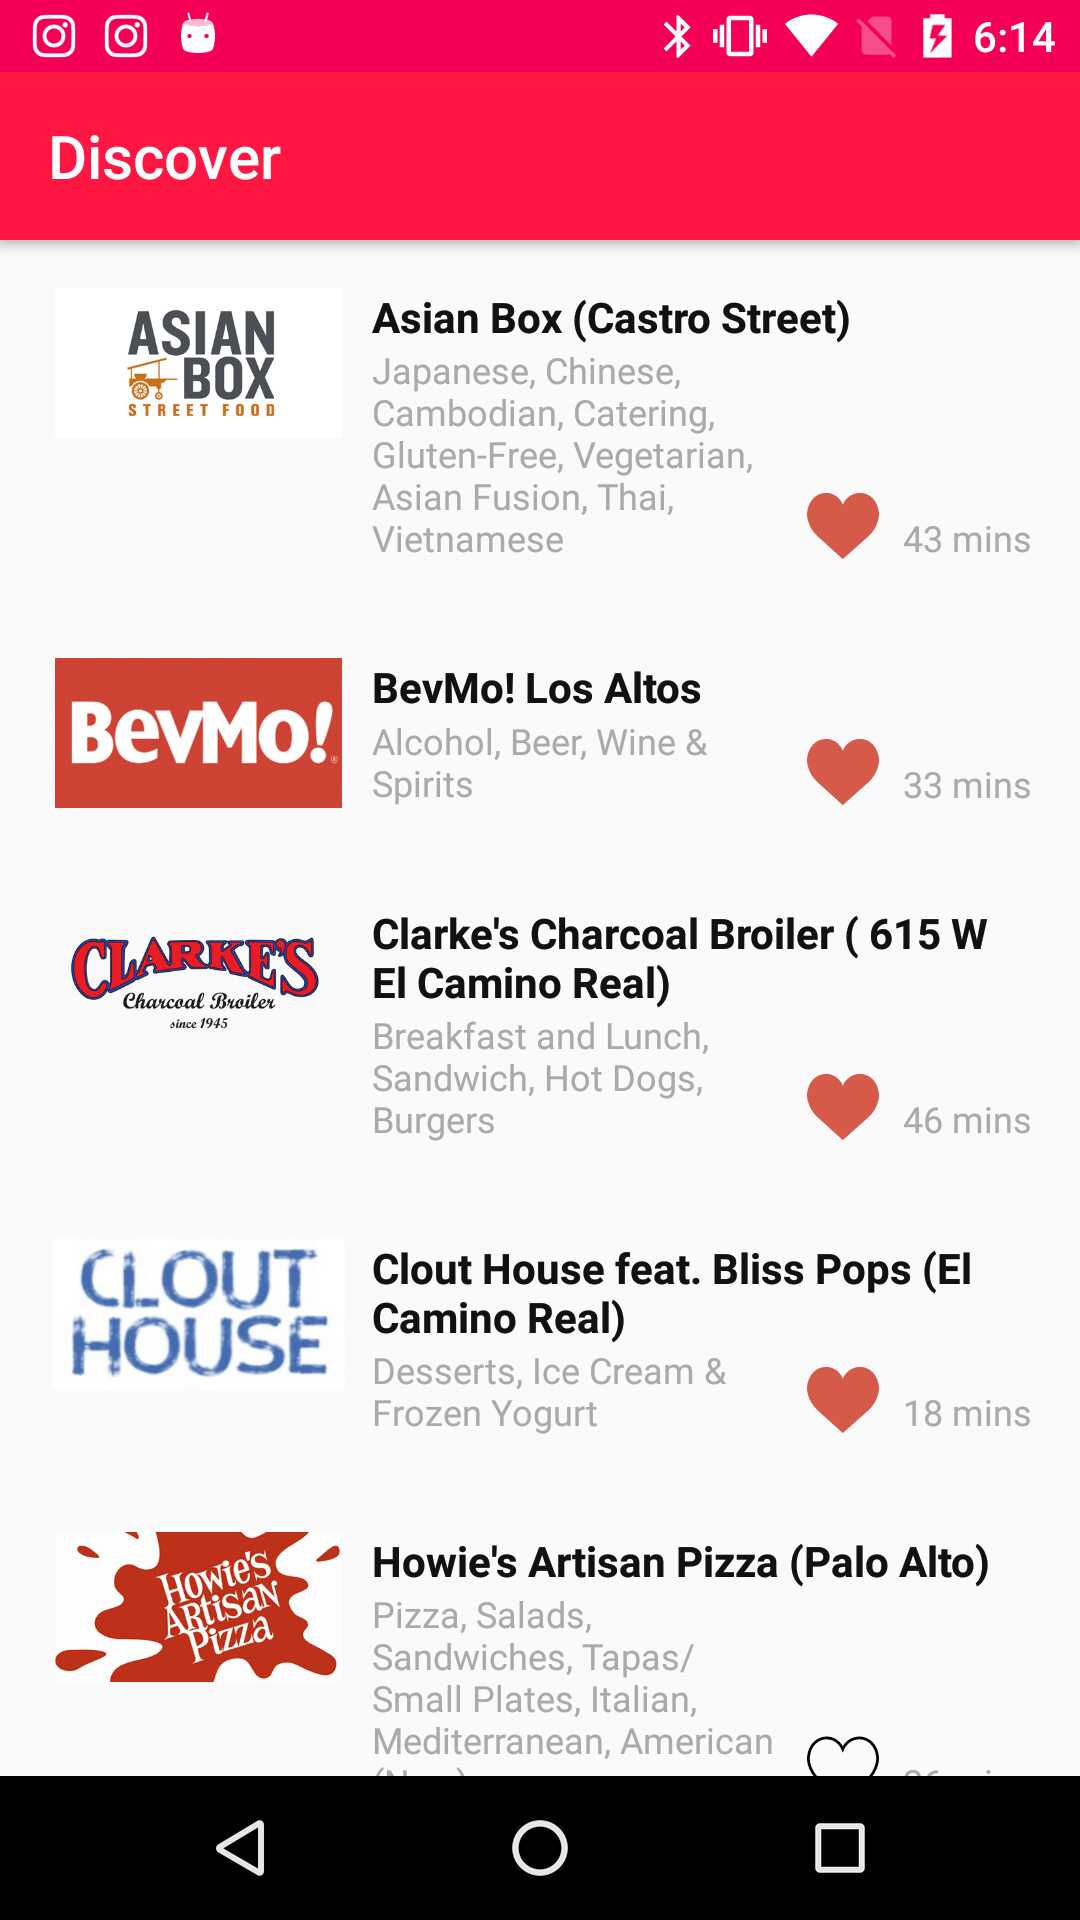 6:14
Discover
ASIAN
BOX
STREET FOOD
Asian Box (Castro Street)
Japanese, Chinese,
Cambodian, Catering,
Gluten-Free, Vegetarian,
Asian Fusion, Thai,
Vietnamese
43 mins
BevMo!
BevMo! Los Altos
Alcohol, Beer, Wine &
Spirits
33 mins
CLARKE'S
Charcoal Broiler
since 1945
Clarke's Charcoal Broiler ( 615 W
El Camino Real)
Breakfast and Lunch,
Sandwich, Hot Dogs,
Burgers
46 mins
CLOUT
HOUSE
Clout House feat. Bliss Pops (El
Camino Real)
Desserts, Ice Cream &
Frozen Yogurt
18 mins
Howie's
Artisan
Pizza
Howie's Artisan Pizza (Palo Alto)
Pizza, Salads,
Sandwiches, Tapas/
Small Plates, Italian,
Mediterranean, American